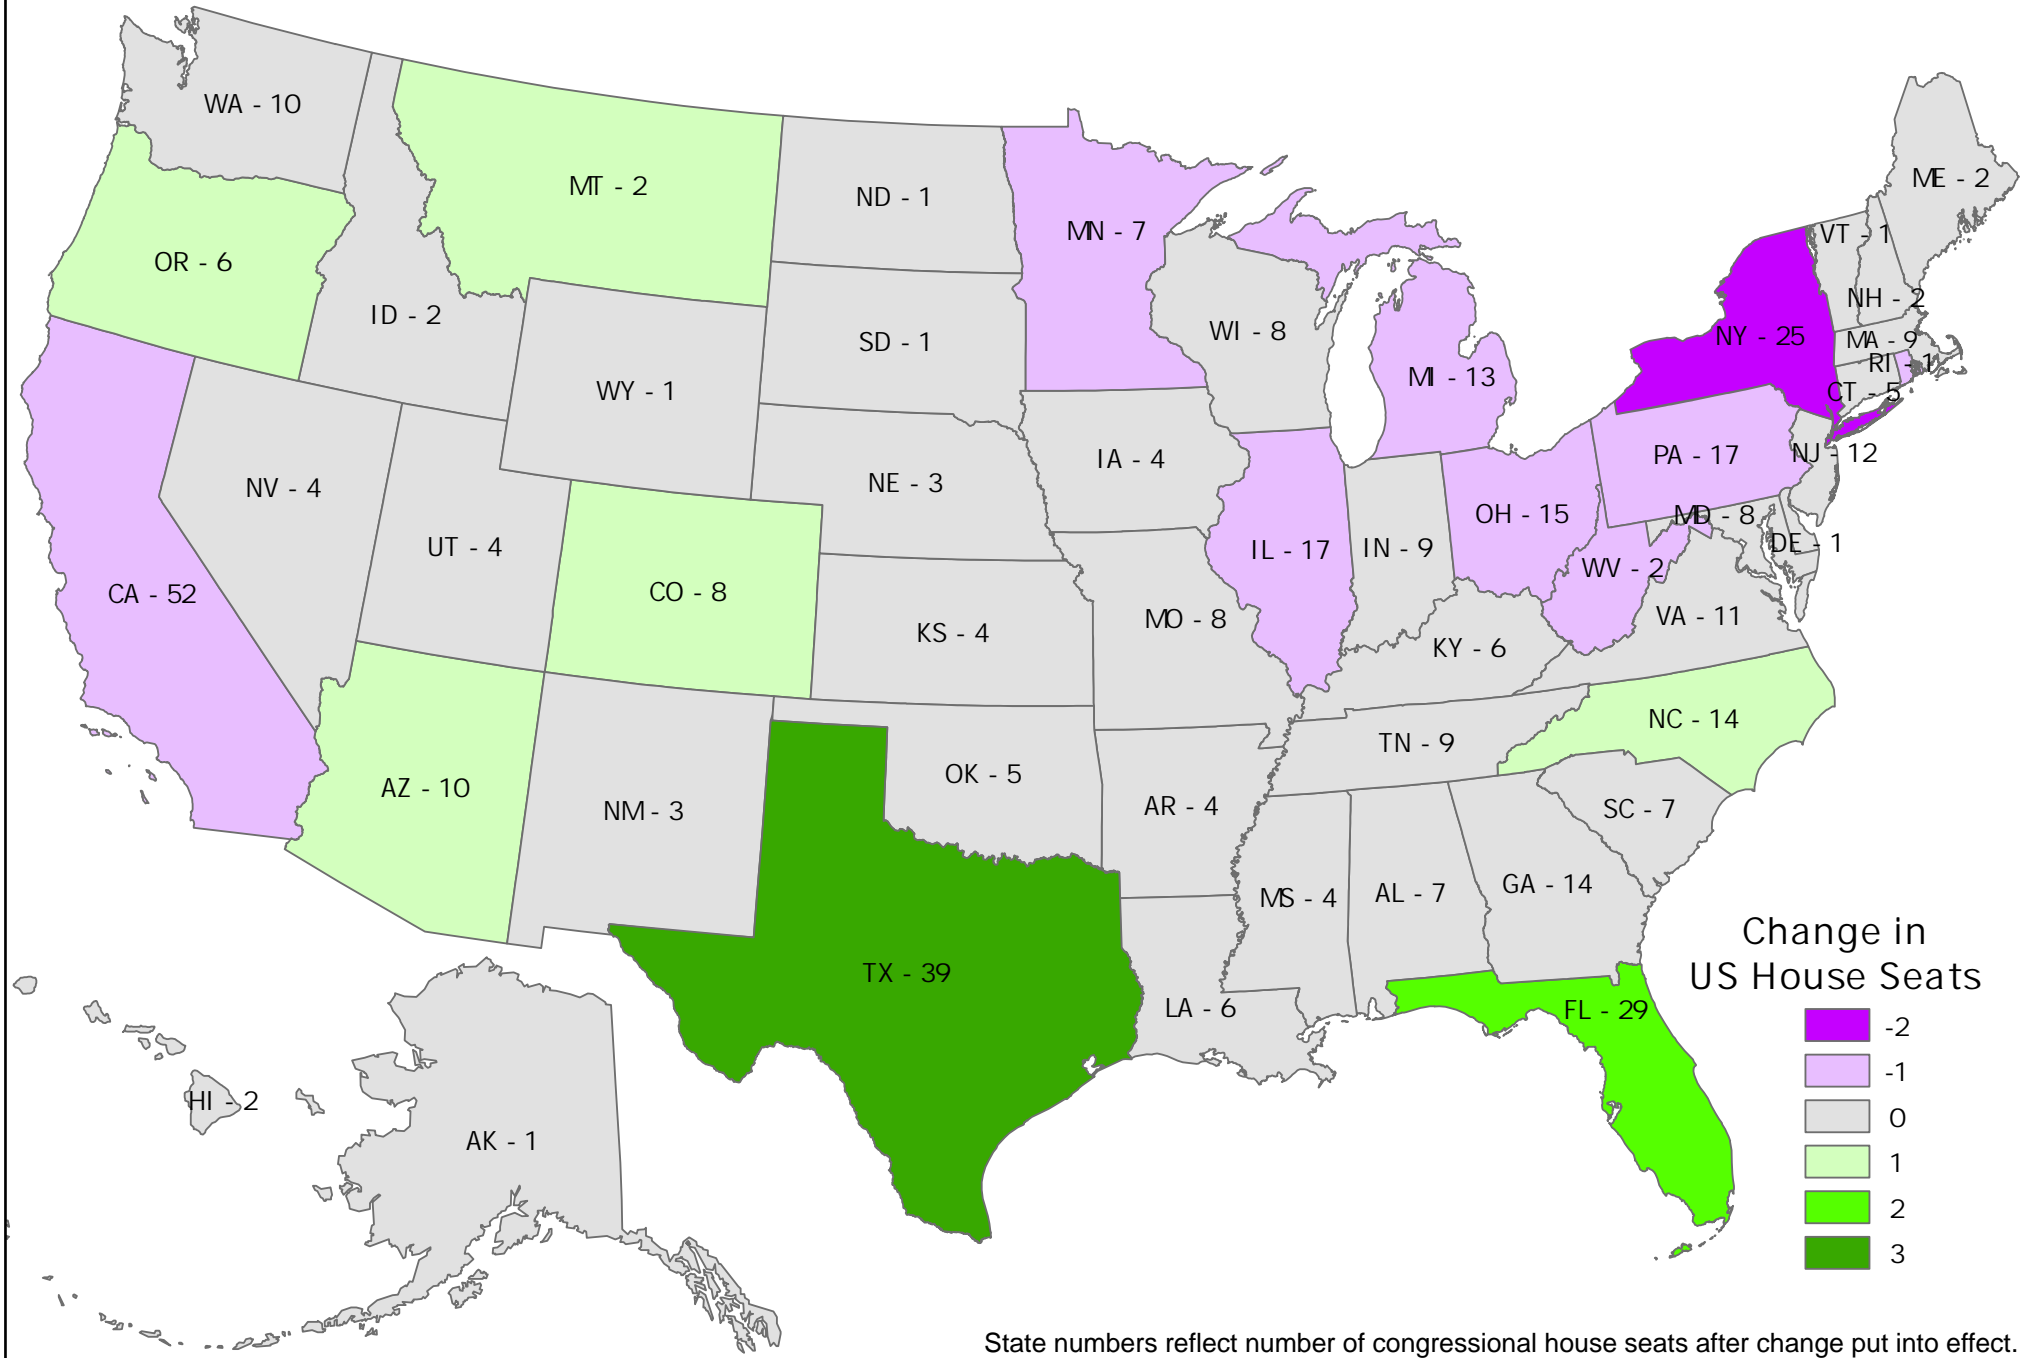 WA - 10
MT - 2
ND - 1
MN - 7
ME - 2
VT - 1
OR - 6
ID - 2
NH - 2
SD - 1
WI - 8
NY - 25
MA - 9
RI - 1
WY - 1
MI - 13
CT - 5
NV - 4
NE - 3
IA - 4
PA - 17
NJ - 12
UT - 4
OH - 15
MD - 8
IL - 17
IN - 9
DE - 1
CA - 52
CO - 8
WV - 2
KS - 4
MO - 8
KY - 6
VA - 11
NC - 14
AZ - 10
NM - 3
OK - 5
TN - 9
AR - 4
SC - 7
MS - 4
AL - 7
GA - 14
TX - 39
LA - 6
FL - 29
HI - 2
AK - 1
Change in
US House Seats
-2
-1
0
1
2
3
State numbers reflect number of congressional house seats after change put into effect.